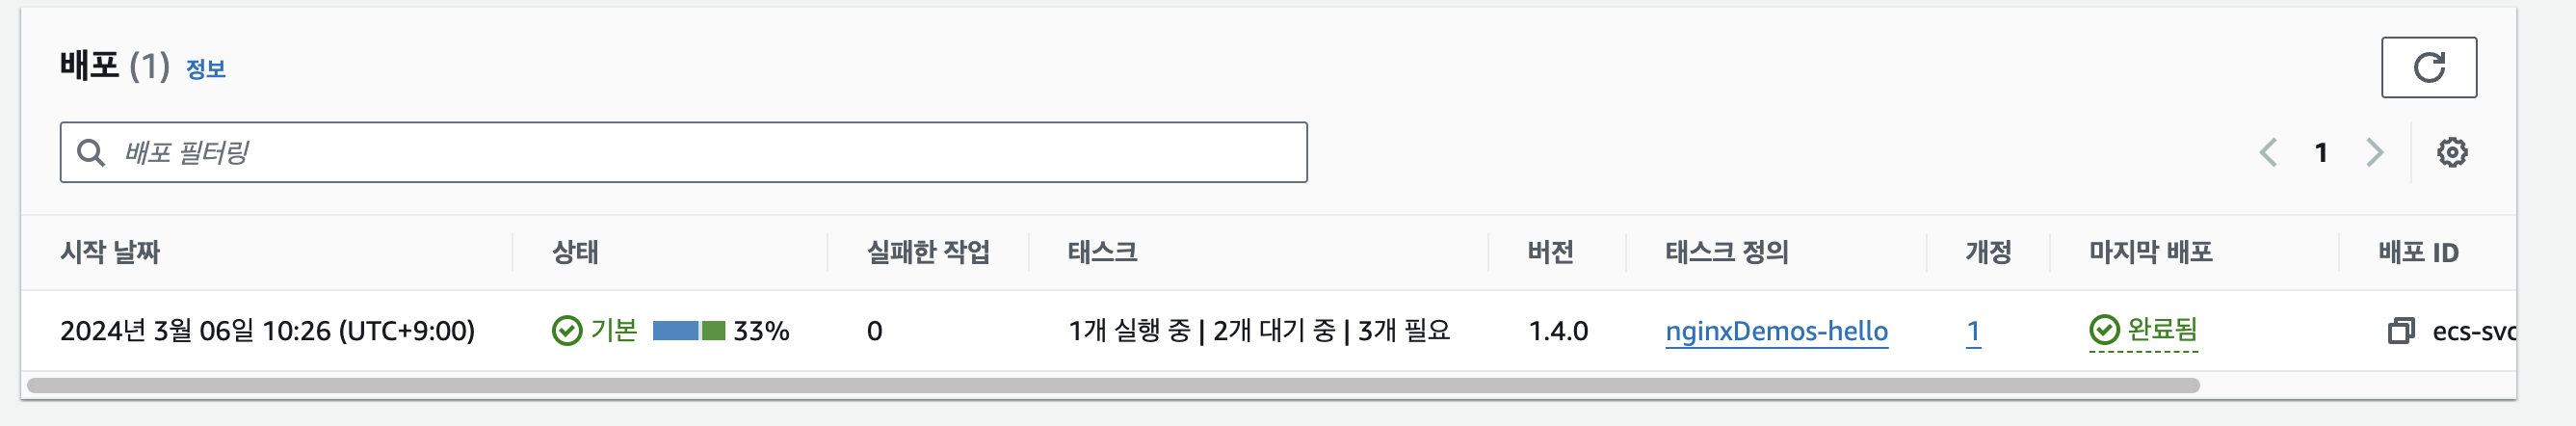 배포 (1) 정보
배포 필터링
1
시작 날짜 상태 실패한 작업 태스크 버전 태스크 정의 개정 마지막 배포 배포 ID
2024년 3월 06일 10:26 (UTC+9:00) 기본 33% 0 1개 실행 중 | 2개 대기 중 | 3개 필요 1.4.0 nginxDemos-hello 1 완료됨 ecs-svc